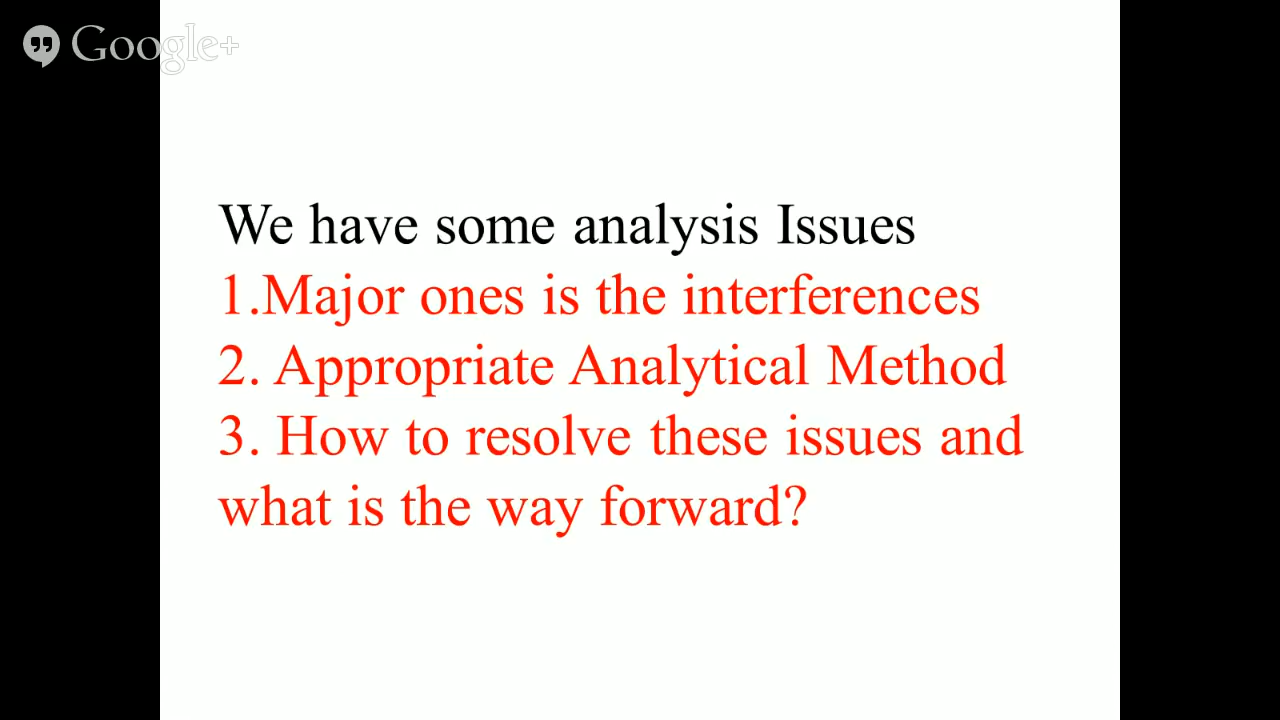 Google+
We have some analysis Issues
1.Major ones is the interferences
2. Appropriate Analytical Method
3. How to resolve these issues and
what is the way forward?